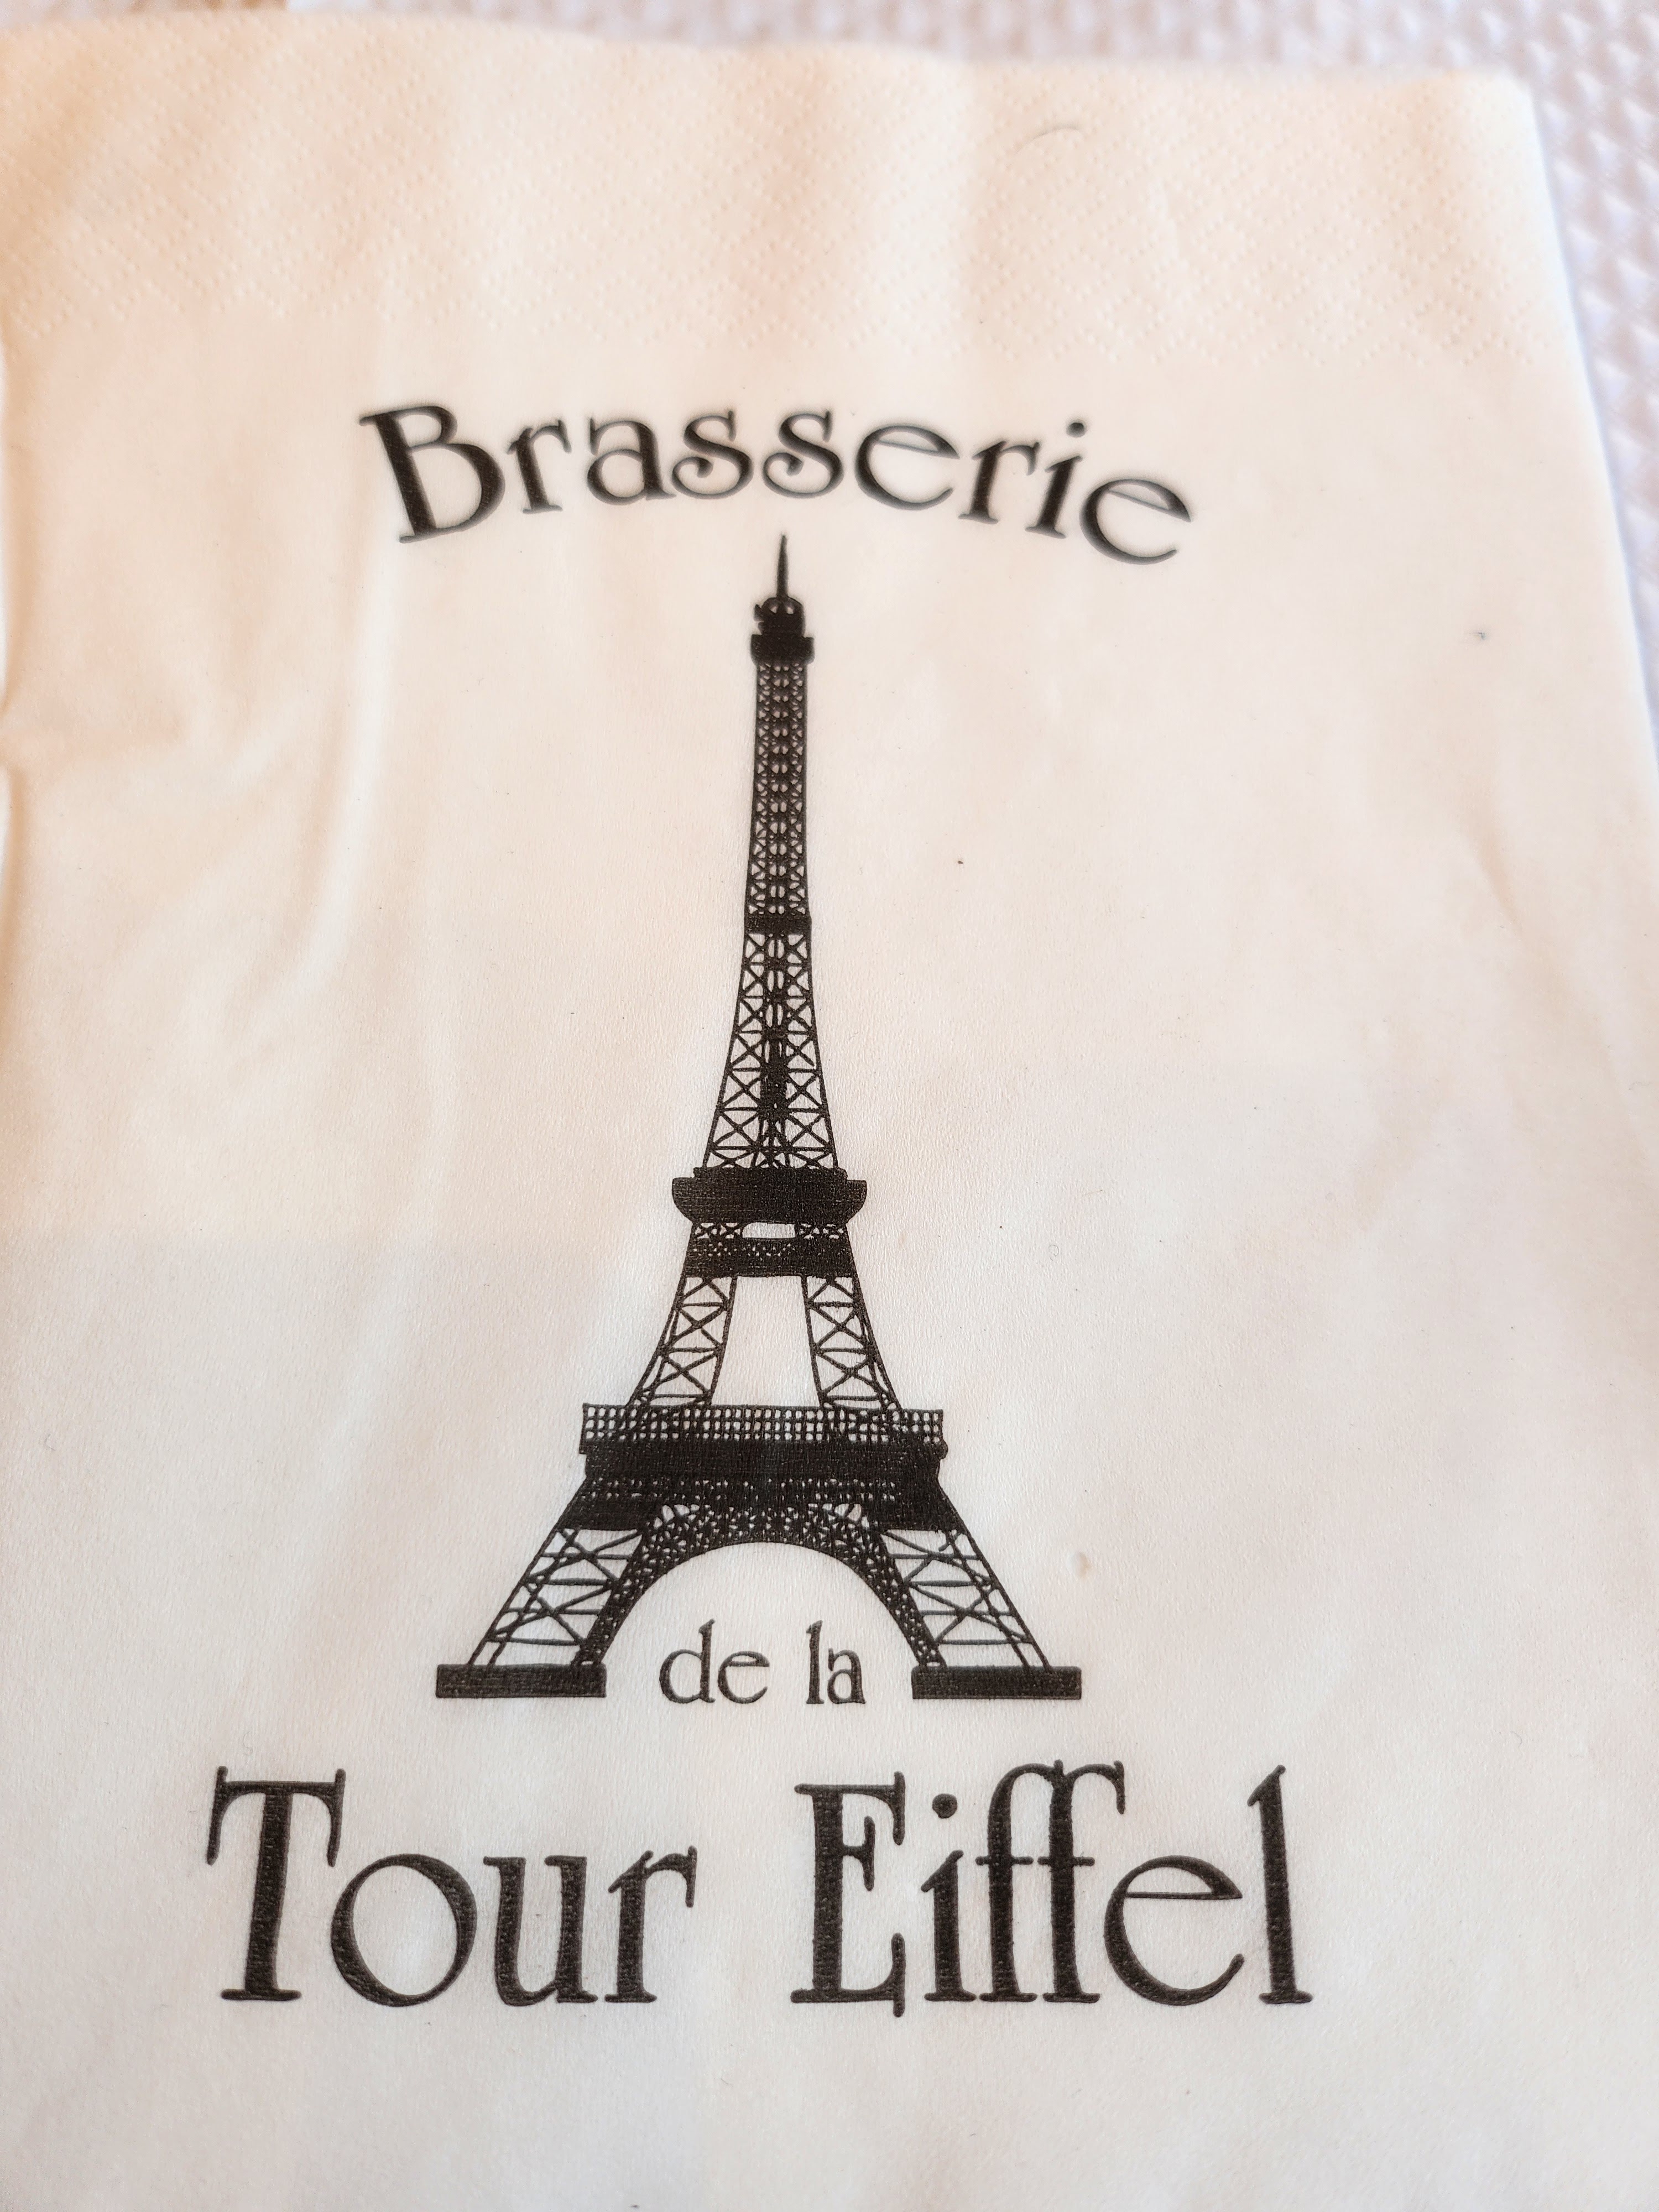 Brasserie
de la
Tour Eiffel